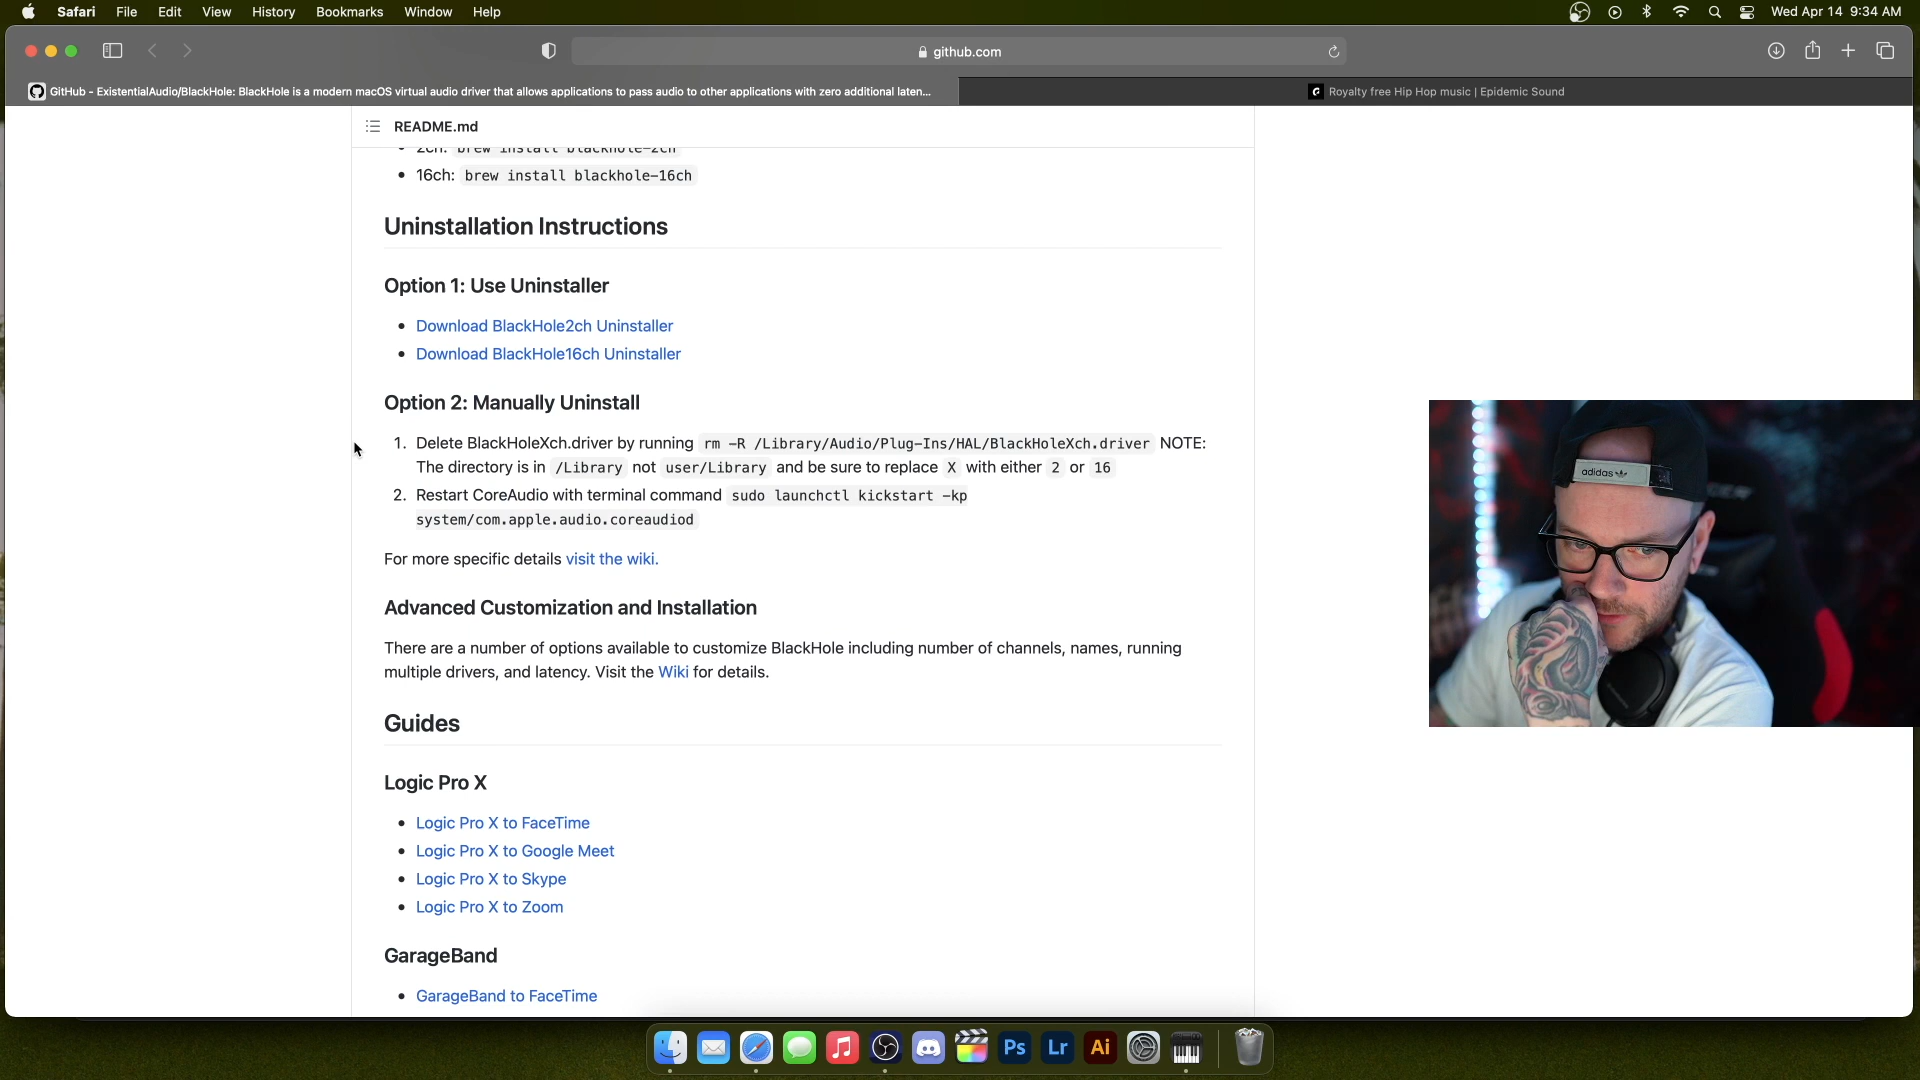 Safari File Edit View History Bookmarks Window Help
Wed Apr 14 9:34 AM
github.com
GitHub - ExistentialAudio/BlackHole: BlackHole is a modern macOS virtual audio driver that allows applications to pass audio to other applications with zero additional laten...
Royalty free Hip Hop music | Epidemic Sound
README.md
2ch: brew install blackhole-2ch
16ch: brew install blackhole-16ch
Uninstallation Instructions
Option 1: Use Uninstaller
Download BlackHole2ch Uninstaller
Download BlackHole16ch Uninstaller
Option 2: Manually Uninstall
1. Delete BlackHoleXch.driver by running rm -R /Library/Audio/Plug-Ins/HAL/BlackHoleXch.driver NOTE:
The directory is in /Library not user/Library and be sure to replace X with either 2 or 16
2. Restart CoreAudio with terminal command sudo launchctl kickstart -kp
system/com.apple.audio.coreaudiod
For more specific details visit the wiki.
Advanced Customization and Installation
There are a number of options available to customize BlackHole including number of channels, names, running
multiple drivers, and latency. Visit the Wiki for details.
Guides
Logic Pro X
Logic Pro X to FaceTime
Logic Pro X to Google Meet
Logic Pro X to Skype
Logic Pro X to Zoom
GarageBand
GarageBand to FaceTime
adidas
Ps Lr Ai